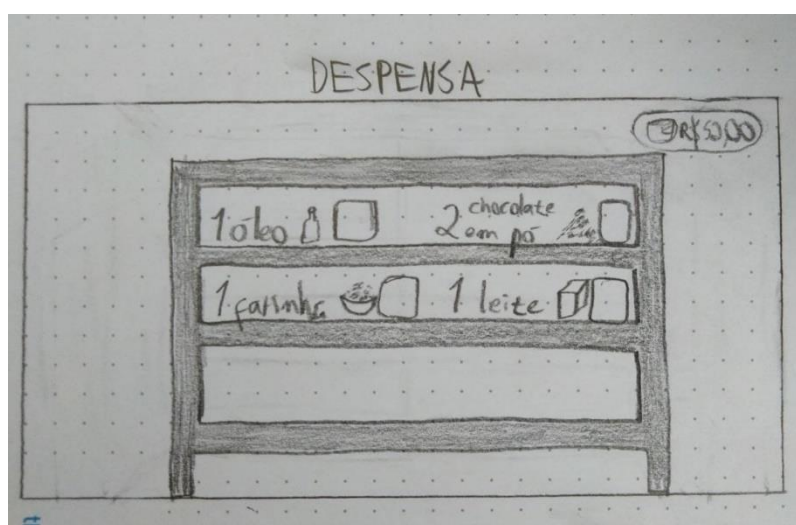 DESPENSA
R$50,00
1 óleo
2 chocolate
em pó
1 farinha
1 leite